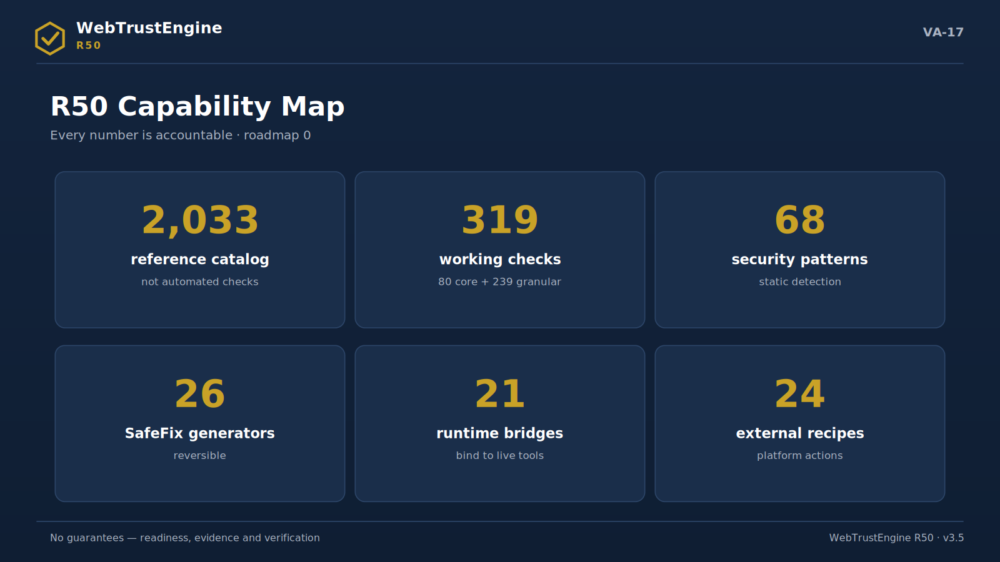 WebTrustEngine
R50
VA-17
R50 Capability Map
Every number is accountable · roadmap 0
2,033
reference catalog
not automated checks
319
working checks
80 core + 239 granular
68
security patterns
static detection
26
SafeFix generators
reversible
21
runtime bridges
bind to live tools
24
external recipes
platform actions
No guarantees — readiness, evidence and verification
WebTrustEngine R50 · v3.5